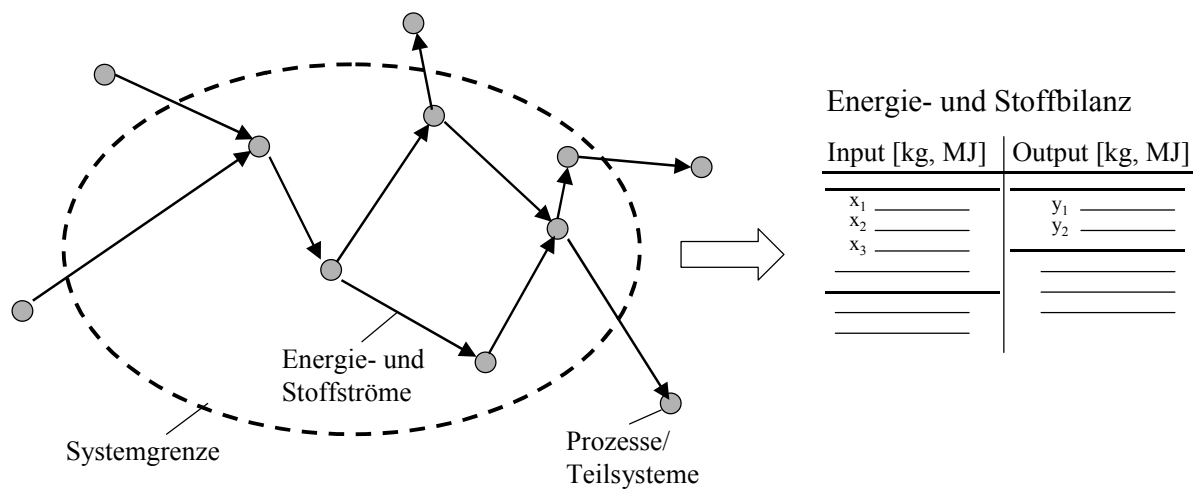 Energie- und Stoffbilanz
Input [kg, MJ]
Output [kg, MJ]
x1
x2
x3
y1
y2
Energie- und
Stoffströme
Systemgrenze
Prozesse/
Teilsysteme